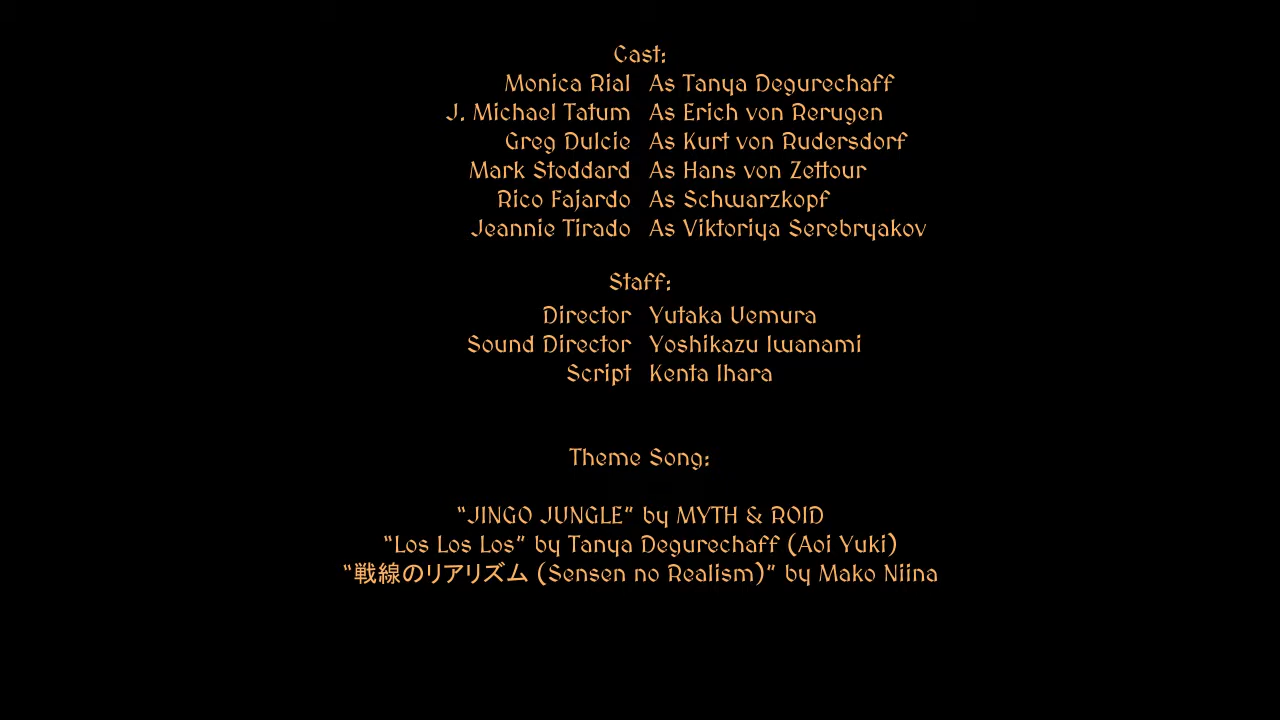 Cast:
Monica Rial As Tanya Degurechaff
J. Michael Tatum As Erich von Rerugen
Greg Dulcie As Kurt von Rudersdorf
Mark Stoddard As Hans von Zettour
Rico Fajardo As Schwarzkopf
Jeannie Tirado As Viktoriya Serebryakov
Staff:
Director Yutaka Uemura
Sound Director Yoshikazu Iwanami
Script Kenta Ihara
Theme Song:
“JINGO JUNGLE” by MYTH & ROID
“Los Los Los” by Tanya Degurechaff (Aoi Yuki)
“戦線のリアリズム (Sensen no Realism)” by Mako Niina